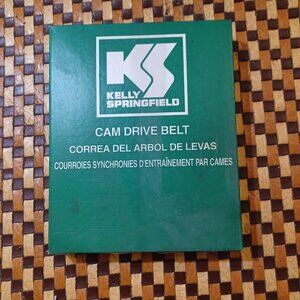 KS
KELLY
SPRINGFIELD
CAM DRIVE BELT
CORREA DEL ARBOL DE LEVAS
COURROIES SYNCHRONIES D'ENTRAÎNEMENT PAR CAMES